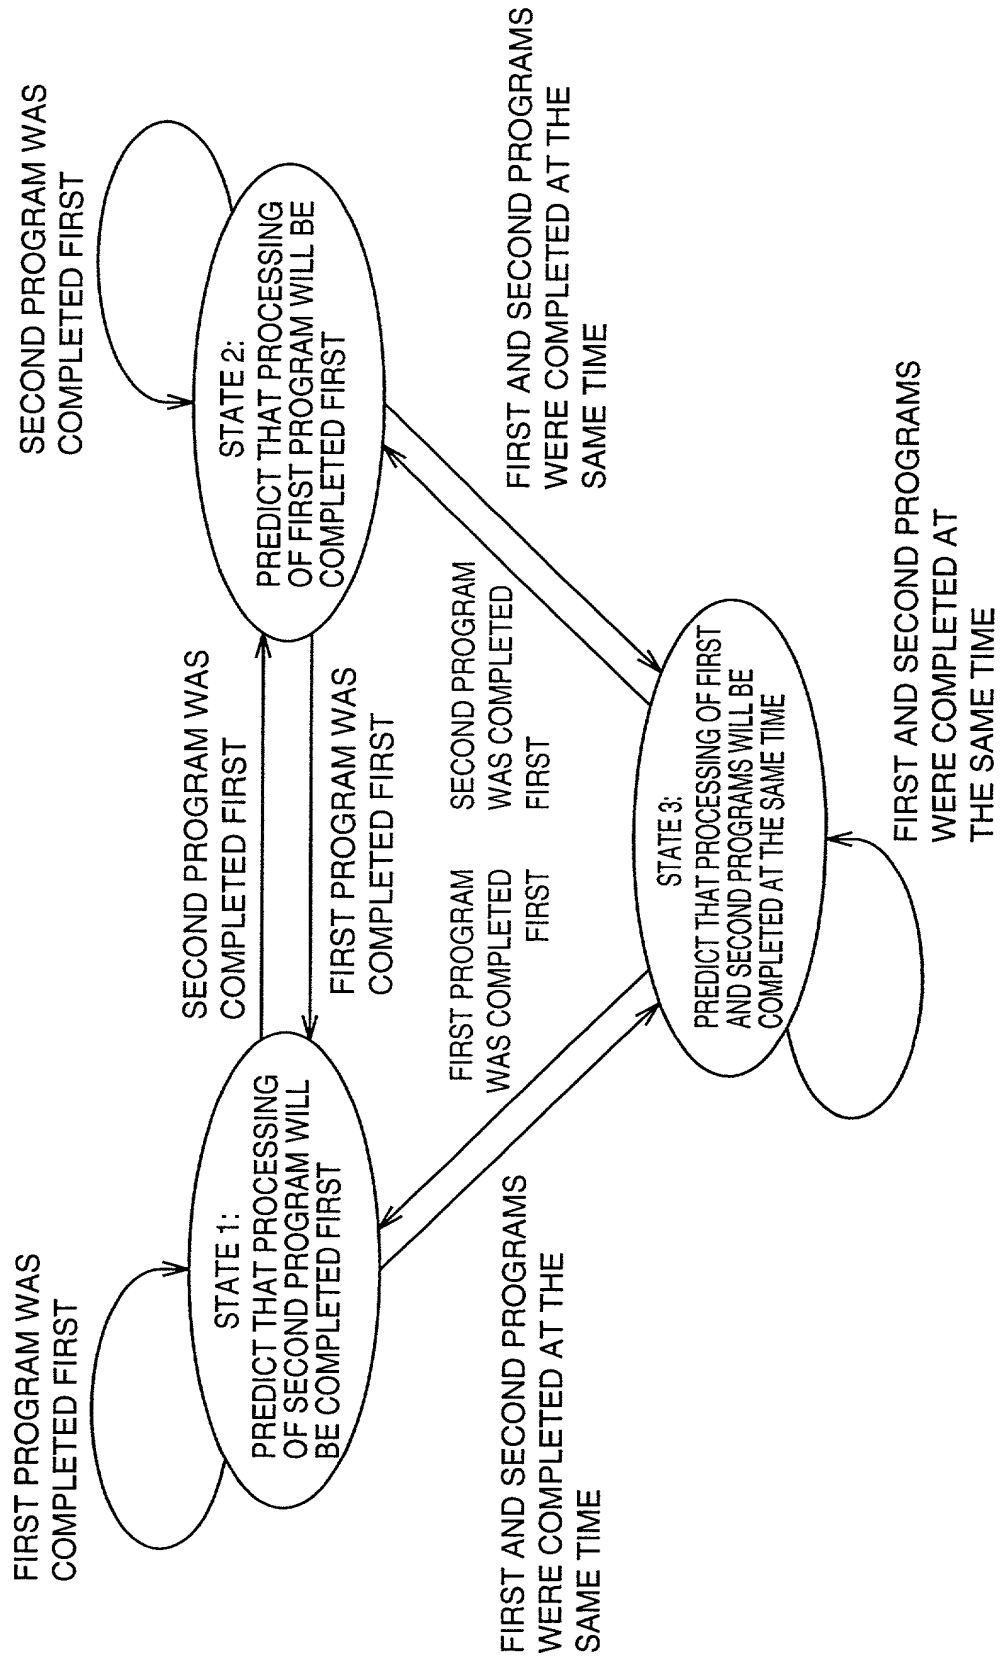 FIRST PROGRAM WAS
COMPLETED FIRST
SECOND PROGRAM WAS
COMPLETED FIRST
STATE 1:
PREDICT THAT PROCESSING
OF SECOND PROGRAM WILL
BE COMPLETED FIRST
SECOND PROGRAM WAS
COMPLETED FIRST
FIRST PROGRAM WAS
COMPLETED FIRST
STATE 2:
PREDICT THAT PROCESSING
OF FIRST PROGRAM WILL BE
COMPLETED FIRST
FIRST AND SECOND PROGRAMS
WERE COMPLETED AT THE
SAME TIME
FIRST PROGRAM
WAS COMPLETED
FIRST
SECOND PROGRAM
WAS COMPLETED
FIRST
FIRST AND SECOND PROGRAMS
WERE COMPLETED AT THE
SAME TIME
STATE 3:
PREDICT THAT PROCESSING OF FIRST
AND SECOND PROGRAMS WILL BE
COMPLETED AT THE SAME TIME
FIRST AND SECOND PROGRAMS
WERE COMPLETED AT
THE SAME TIME